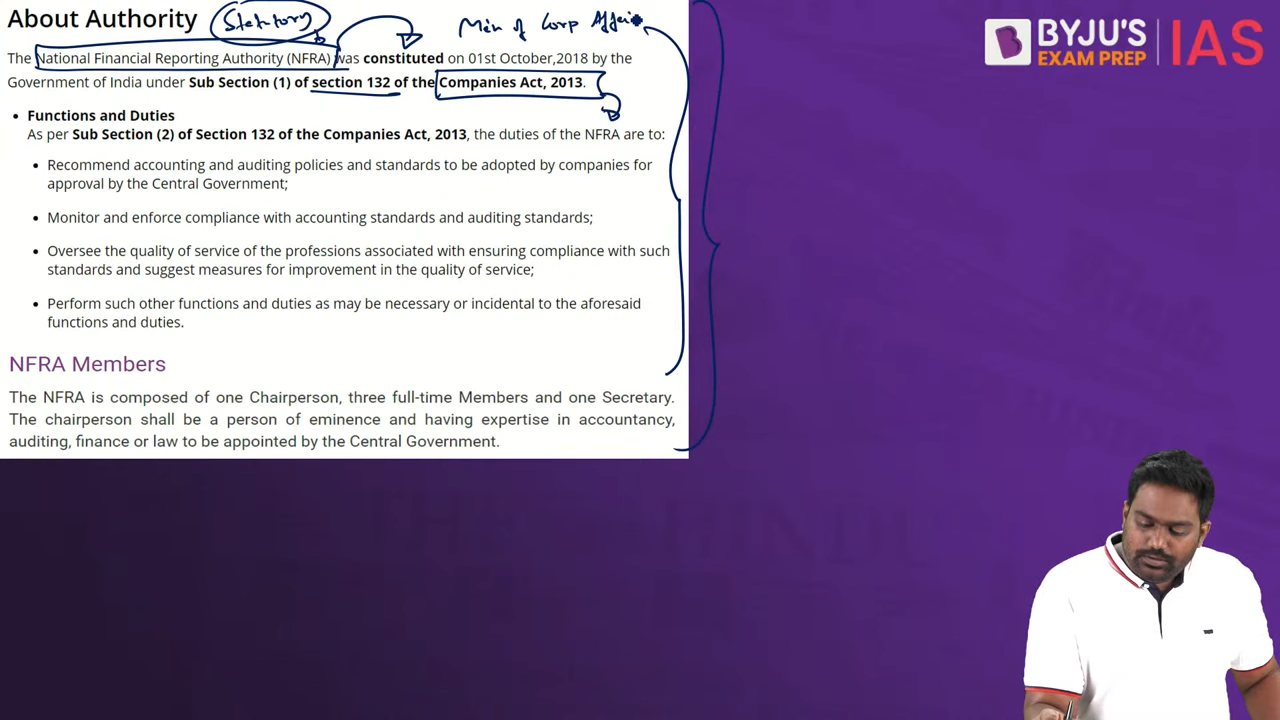 About Authority
Statutory
Min of Corp Affairs
The National Financial Reporting Authority (NFRA) was constituted on 01st October,2018 by the
Government of India under Sub Section (1) of section 132 of the Companies Act, 2013.
• Functions and Duties
As per Sub Section (2) of Section 132 of the Companies Act, 2013, the duties of the NFRA are to:
• Recommend accounting and auditing policies and standards to be adopted by companies for
approval by the Central Government;
• Monitor and enforce compliance with accounting standards and auditing standards;
• Oversee the quality of service of the professions associated with ensuring compliance with such
standards and suggest measures for improvement in the quality of service;
• Perform such other functions and duties as may be necessary or incidental to the aforesaid
functions and duties.
NFRA Members
The NFRA is composed of one Chairperson, three full-time Members and one Secretary.
The chairperson shall be a person of eminence and having expertise in accountancy,
auditing, finance or law to be appointed by the Central Government.
BYJU'S
EXAM PREP
IAS